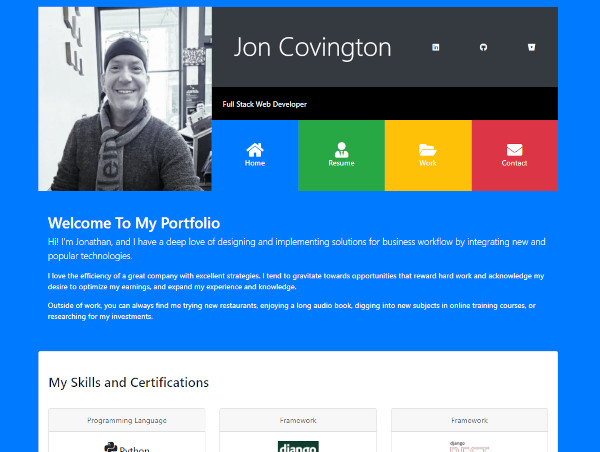 Jon Covington
Full Stack Web Developer
Home
Resume
Work
Contact
Welcome To My Portfolio
Hi! I'm Jonathan, and I have a deep love of designing and implementing solutions for business workflow by integrating new and
popular technologies.
I love the efficiency of a great company with excellent strategies. I tend to gravitate towards opportunities that reward hard work and acknowledge my
desire to optimize my earnings, and expand my experience and knowledge.
Outside of work, you can always find me trying new restaurants, enjoying a long audio book, digging into new subjects in online training courses, or
researching for my investments.
My Skills and Certifications
Programming Language
Framework
Framework
Python
django
django